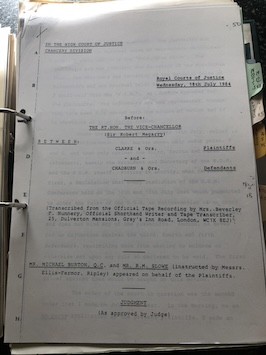 IN THE HIGH COURT OF JUSTICE
CHANCERY DIVISION
Royal Courts of Justice
Wednesday, 18th July 1984
Before:
THE RT. HON. THE VICE-CHANCELLOR
(Sir Robert Megarry)
B E T W E E N:
CLARKE & Ors. Plaintiffs
- and -
CHADBURN & Ors. Defendants
(Transcribed from the Official Tape Recording by Mrs. Beverley
F. Nunnery, Official Shorthand Writer and Tape Transcriber,
Dulverton Mansions, Gray's Inn Road, London, WC1X
MR. MICHAEL BURTON, Q.C. and MR. (instructed by Messrs.
Ellis-Fermor, Ripley) appeared on behalf of the Plaintiffs.
JUDGMENT
(As approved by Judge)
A
B
G
H